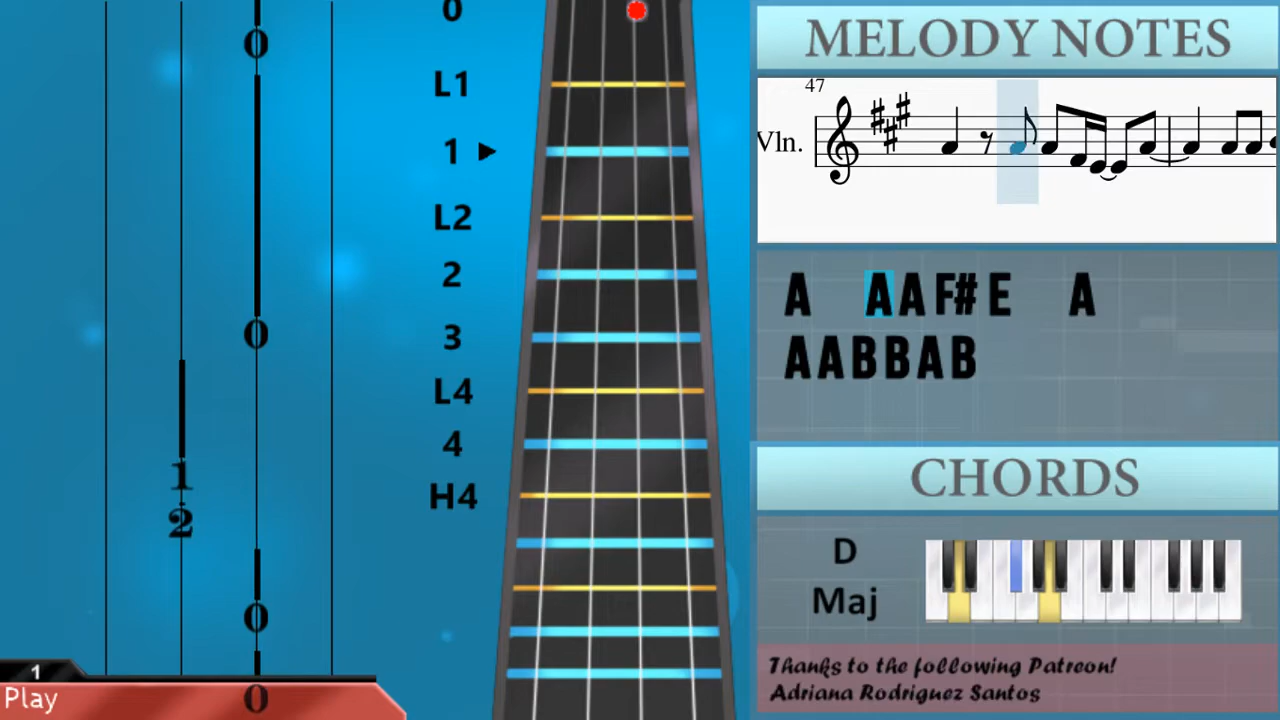 0
0
0
1
2
0
0
1
Play
0
L1
1
L2
2
3
L4
4
H4
MELODY NOTES
47
Vln.
A AAF#E A
AABBAB
CHORDS
D
Maj
Thanks to the following Patreon!
Adriana Rodriguez Santos